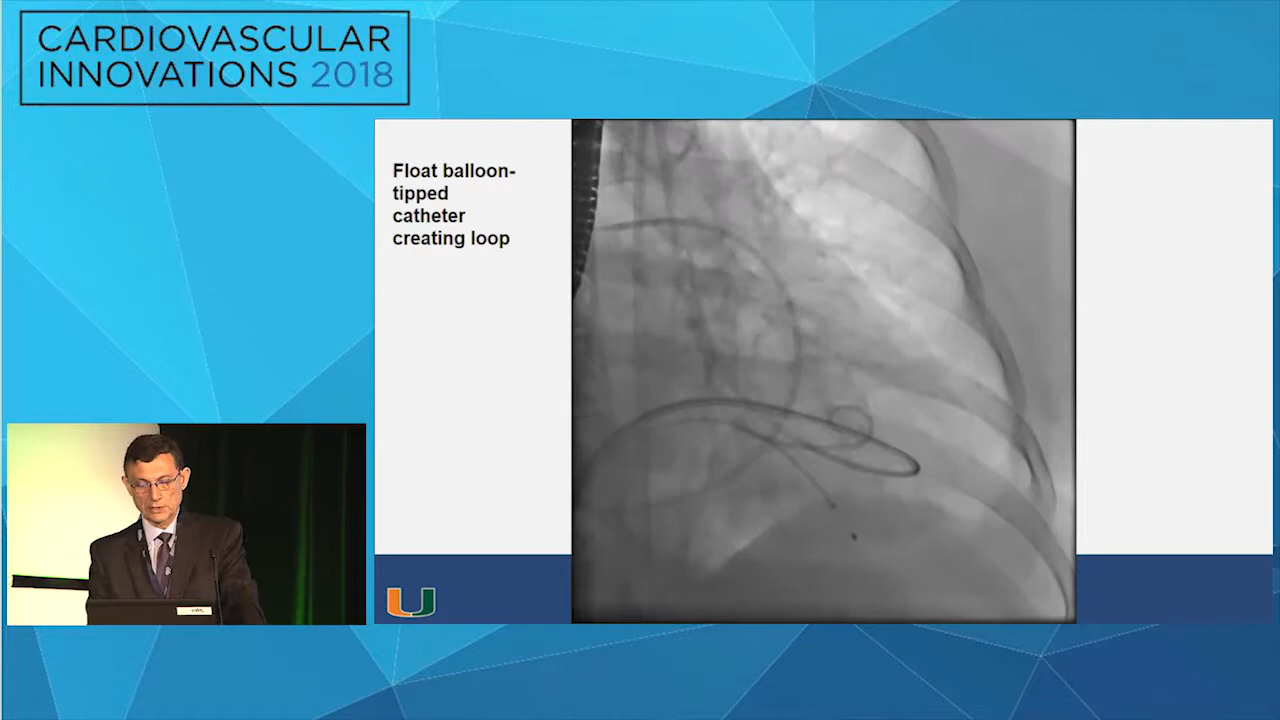 CARDIOVASCULAR
INNOVATIONS 2018
Float balloon-
tipped
catheter
creating loop